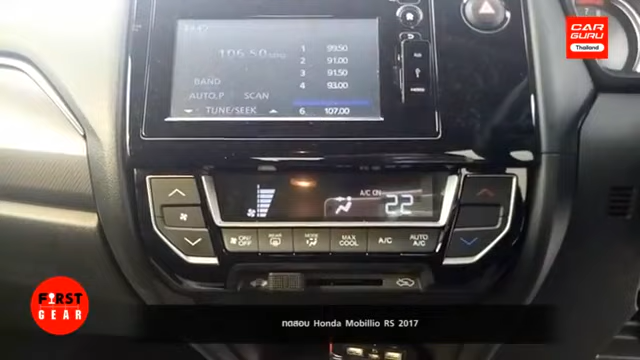 CAR
GURU
Thailand
106.50
1 99.50
2 91.00
3 91.50
4 93.00
BAND
AUTO.P SCAN
TUNE/SEEK
6 107.00
A/C ON
22
ON/OFF
REAR
MODE
MAX COOL
A/C
AUTO A/C
FIRST
GEAR
ทดสอบ Honda Mobillio RS 2017